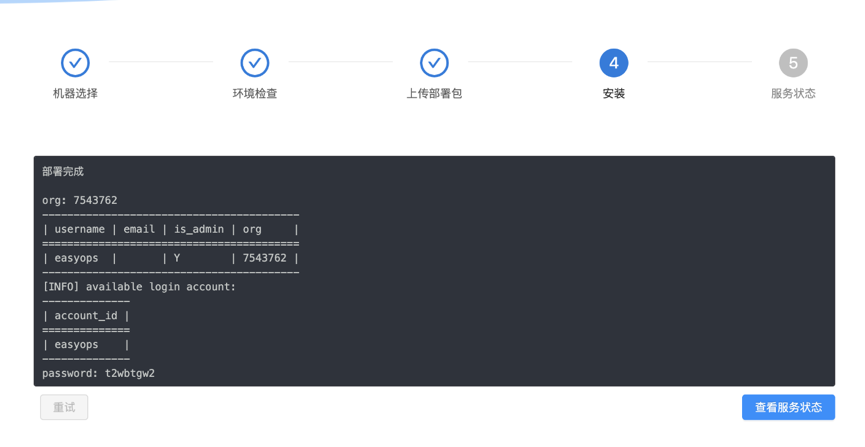 4
5
机器选择
环境检查
上传部署包
安装
服务状态
部署完成
org: 7543762
-----------------------------------------
| username | email | is_admin | org     |
=========================================
| easyops  |       | Y        | 7543762 |
-----------------------------------------
[INFO] available login account:
--------------
| account_id |
==============
| easyops    |
--------------
password: t2wbtgw2
重试
查看服务状态